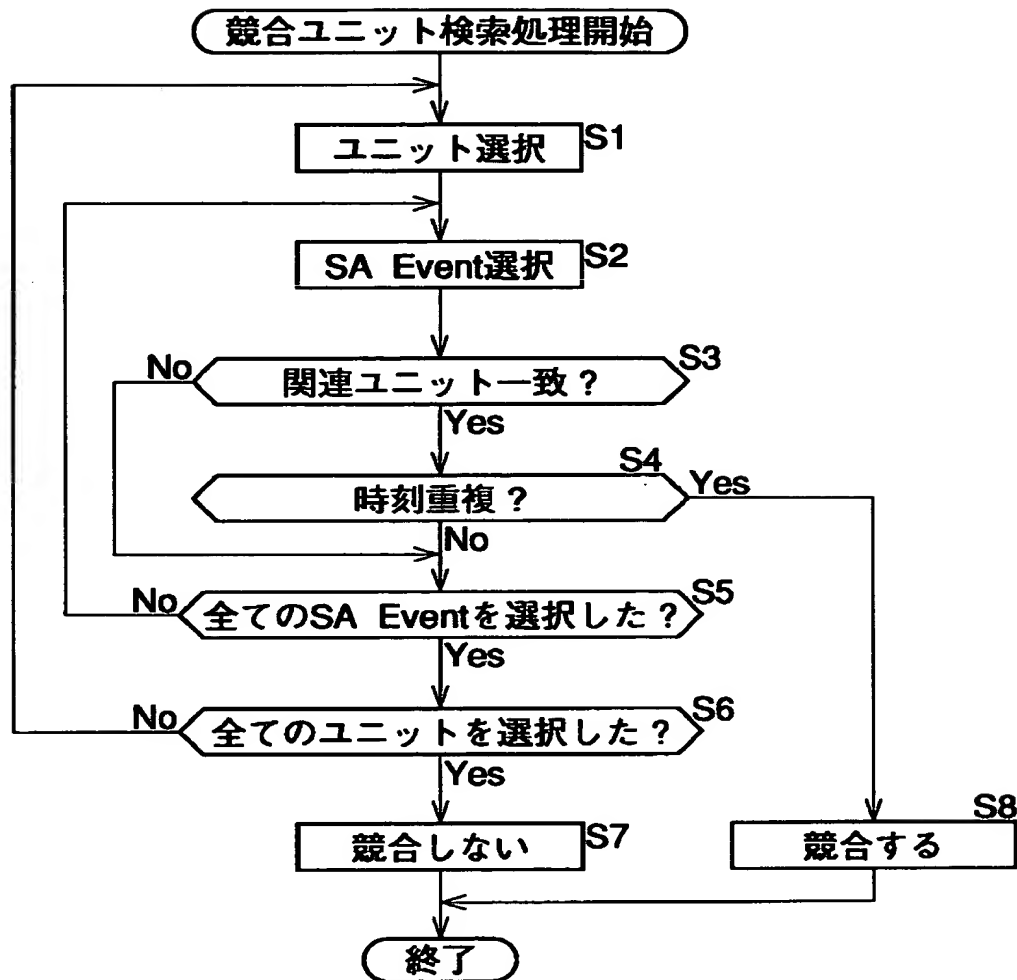 競合ユニット検索処理開始
ユニット選択
S1
SA Event選択
S2
関連ユニット一致?
S3
No
Yes
時刻重複?
S4
Yes
No
全てのSA Eventを選択した?
S5
No
Yes
全てのユニットを選択した?
S6
No
Yes
競合しない
S7
競合する
S8
終了